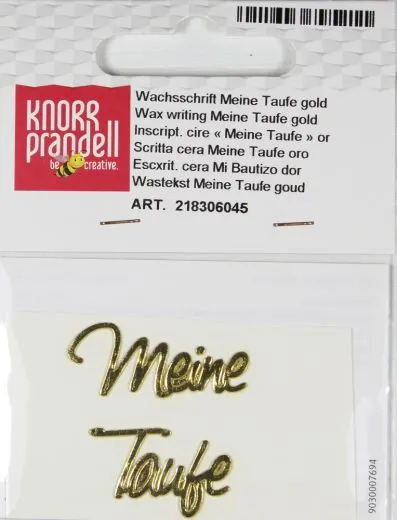 KNORR
prandell
be creative.
Wachsschrift Meine Taufe gold
Wax writing Meine Taufe gold
Inscript. cire « Meine Taufe » or
Scritta cera Meine Taufe oro
Escxrit. cera Mi Bautizo dor
Wastekst Meine Taufe goud
ART. 218306045
Meine
Taufe
9030007694